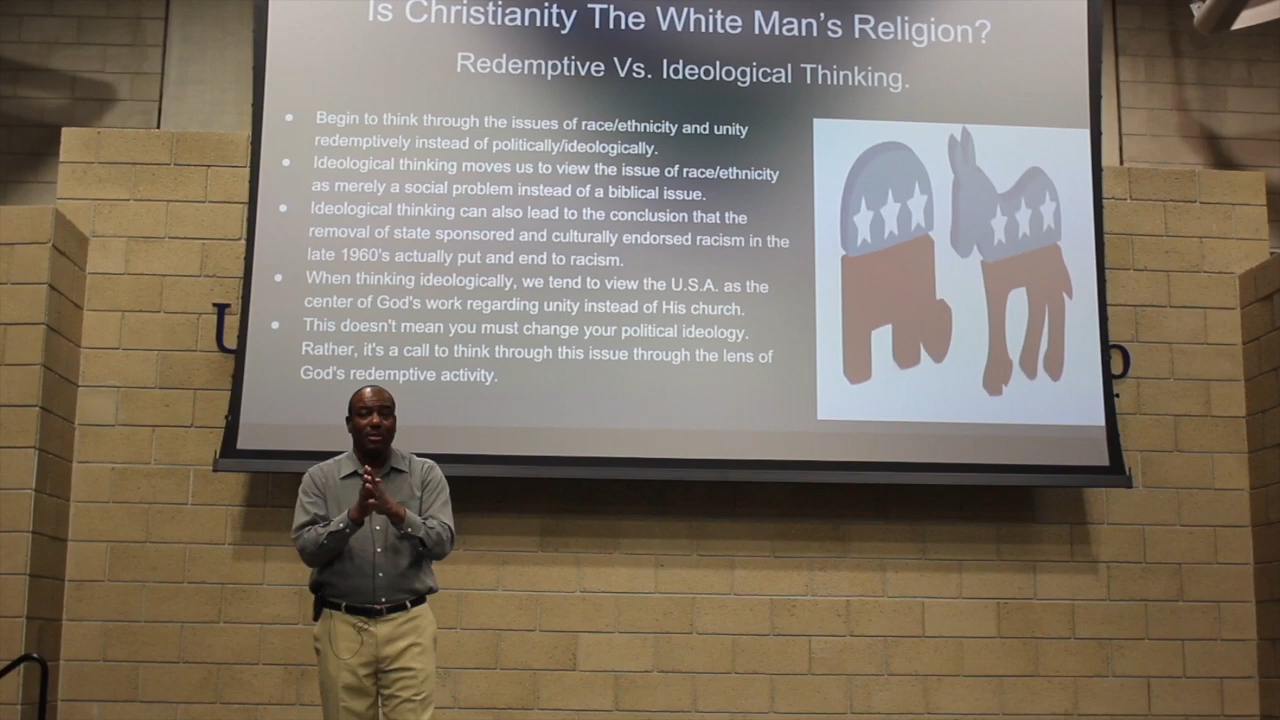 Is Christianity The White Man's Religion?
Redemptive Vs. Ideological Thinking.
• Begin to think through the issues of race/ethnicity and unity
redemptively instead of politically/ideologically.
• Ideological thinking moves us to view the issue of race/ethnicity
as merely a social problem instead of a biblical issue.
• Ideological thinking can also lead to the conclusion that the
removal of state sponsored and culturally endorsed racism in the
late 1960's actually put and end to racism.
• When thinking ideologically, we tend to view the U.S.A. as the
center of God's work regarding unity instead of His church.
• This doesn't mean you must change your political ideology.
Rather, it's a call to think through this issue through the lens of
God's redemptive activity.